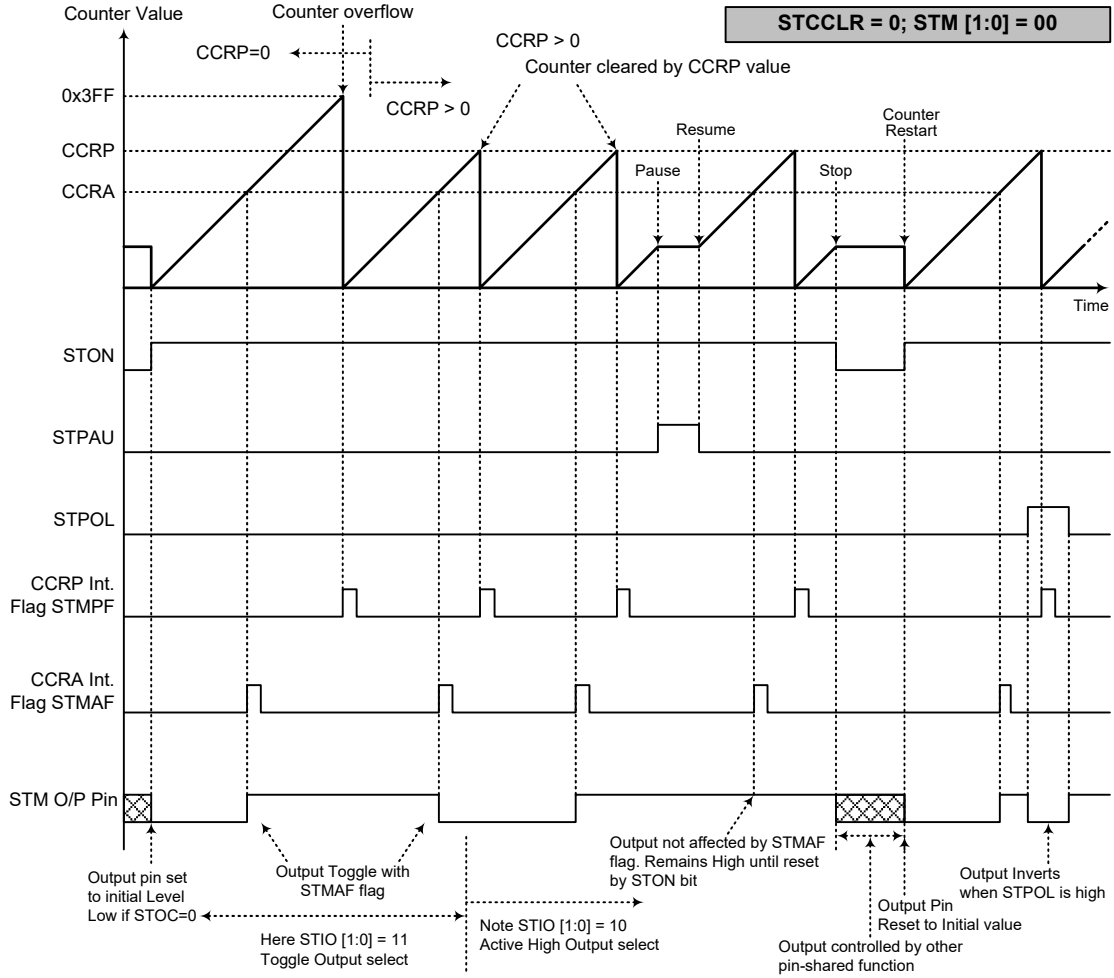 Counter Value
Counter overflow
STCCLR = 0; STM [1:0] = 00
CCRP=0
CCRP > 0
CCRP > 0
Counter cleared by CCRP value
0x3FF
CCRP
CCRA
Pause
Resume
Stop
Counter
Restart
Time
STON
STPAU
STPOL
CCRP Int.
Flag STMPF
CCRA Int.
Flag STMAF
STM O/P Pin
Output pin set
to initial Level
Low if STOC=0
Output Toggle with
STMAF flag
Here STIO [1:0] = 11
Toggle Output select
Note STIO [1:0] = 10
Active High Output select
Output not affected by STMAF
flag. Remains High until reset
by STON bit
Output controlled by other
pin-shared function
Output Pin
Reset to Initial value
Output Inverts
when STPOL is high